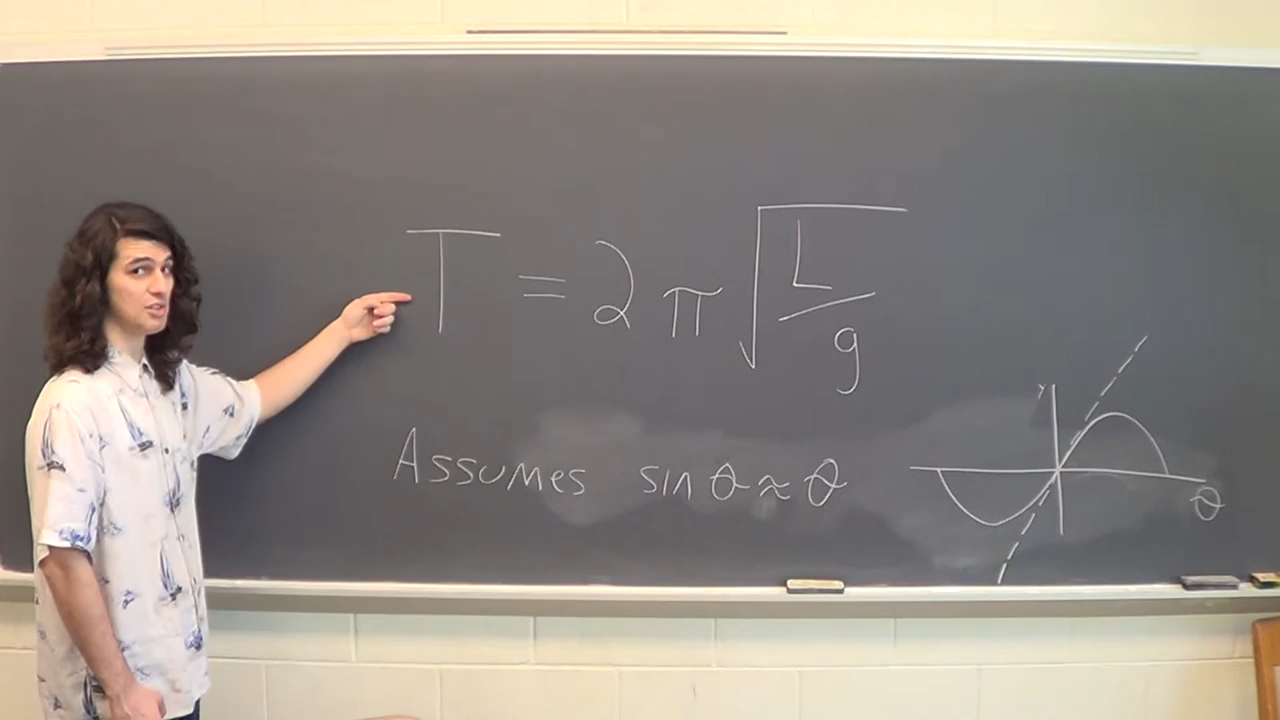 T = 2π√(L/g)
Assumes sin θ ≈ θ
y
θ